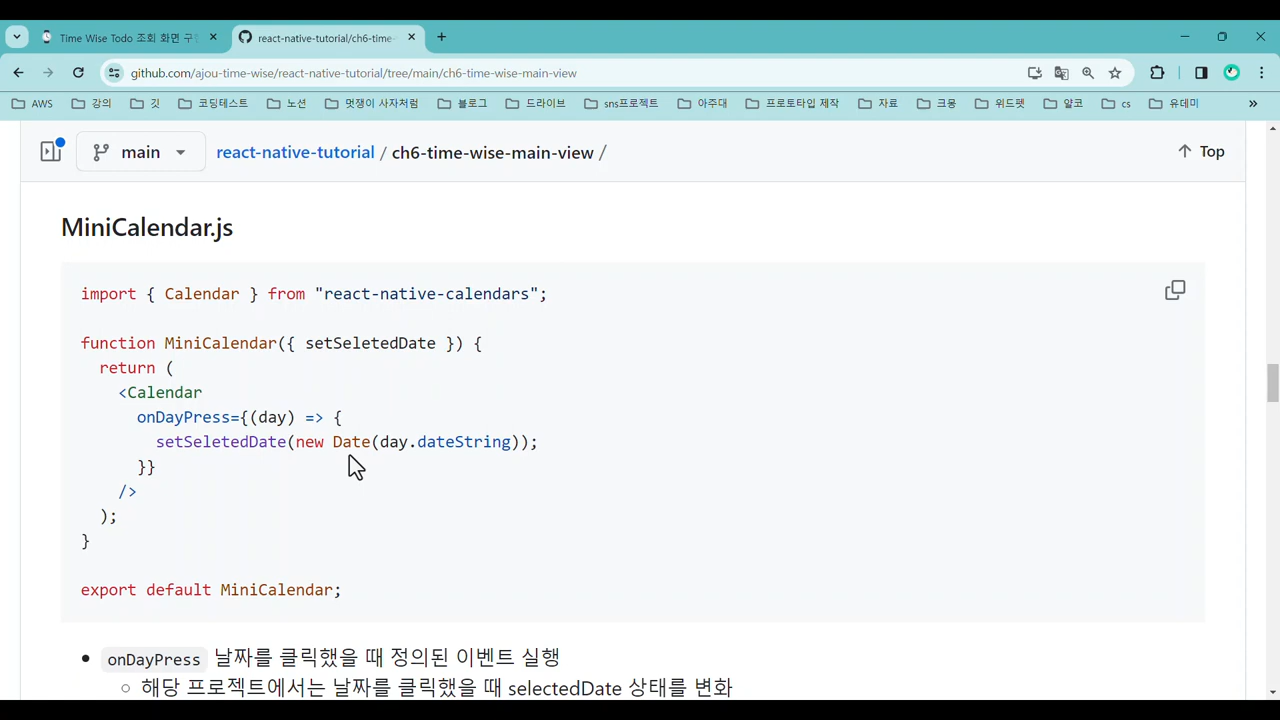 Time Wise Todo 조회 화면 구
react-native-tutorial/ch6-time-
github.com/ajou-time-wise/react-native-tutorial/tree/main/ch6-time-wise-main-view
AWS 강의 깃 코딩테스트 노션 멋쟁이 사자처럼 블로그 드라이브 sns프로젝트 아주대 프로토타입 제작 자료 크몽 위드펫 얄코 cs 유데미 »
main react-native-tutorial / ch6-time-wise-main-view / Top
MiniCalendar.js
import { Calendar } from "react-native-calendars";
function MiniCalendar({ setSeletedDate }) {
return (
<Calendar
onDayPress={(day) => {
setSeletedDate(new Date(day.dateString));
}}
/>
);
}
export default MiniCalendar;
• onDayPress 날짜를 클릭했을 때 정의된 이벤트 실행
○ 해당 프로젝트에서는 날짜를 클릭했을 때 selectedDate 상태를 변화